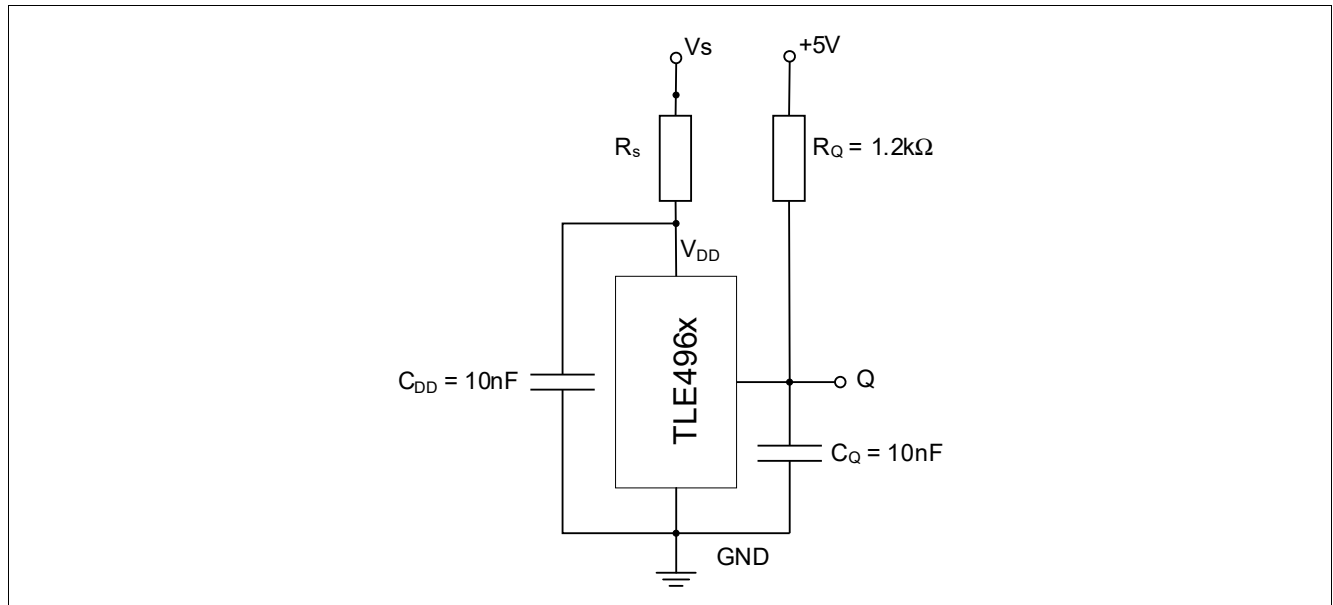 Vs
+5V
Rs
RQ = 1.2kΩ
VDD
TLE496x
CDD = 10nF
Q
CQ = 10nF
GND